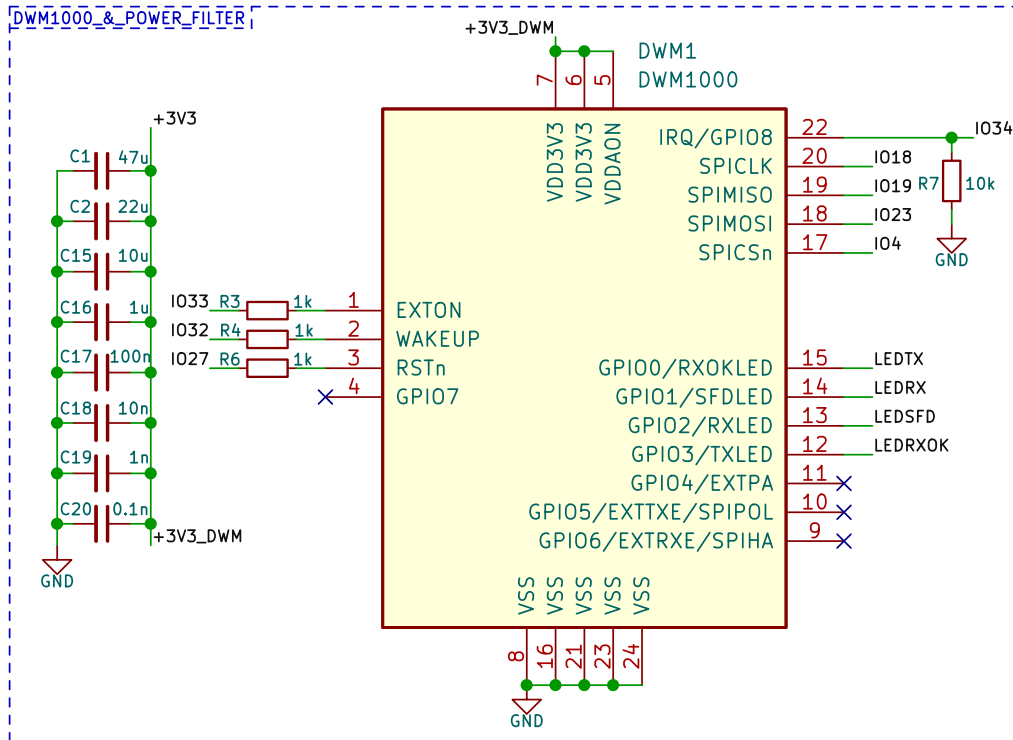 DWM1000_&_POWER_FILTER
+3V3
C1 47u
C2 22u
C15 10u
C16 1u
C17 100n
C18 10n
C19 1n
C20 0.1n
+3V3_DWM
GND
+3V3_DWM
DWM1
DWM1000
7 6 5
VDD3V3 VDD3V3 VDDAON
IO33 R3 1k 1 EXTON
IO32 R4 1k 2 WAKEUP
IO27 R6 1k 3 RSTn
4 GPIO7
IRQ/GPIO8 22 IO34
SPICLK 20 IO18
SPIMISO 19 IO19
SPIMOSI 18 IO23
SPICSn 17 IO4
R7 10k
GND
GPIO0/RXOKLED 15 LEDTX
GPIO1/SFDLED 14 LEDRX
GPIO2/RXLED 13 LEDSFD
GPIO3/TXLED 12 LEDRXOK
GPIO4/EXTPA 11
GPIO5/EXTTXE/SPIPOL 10
GPIO6/EXTRXE/SPIHA 9
VSS VSS VSS VSS VSS
8 16 21 23 24
GND